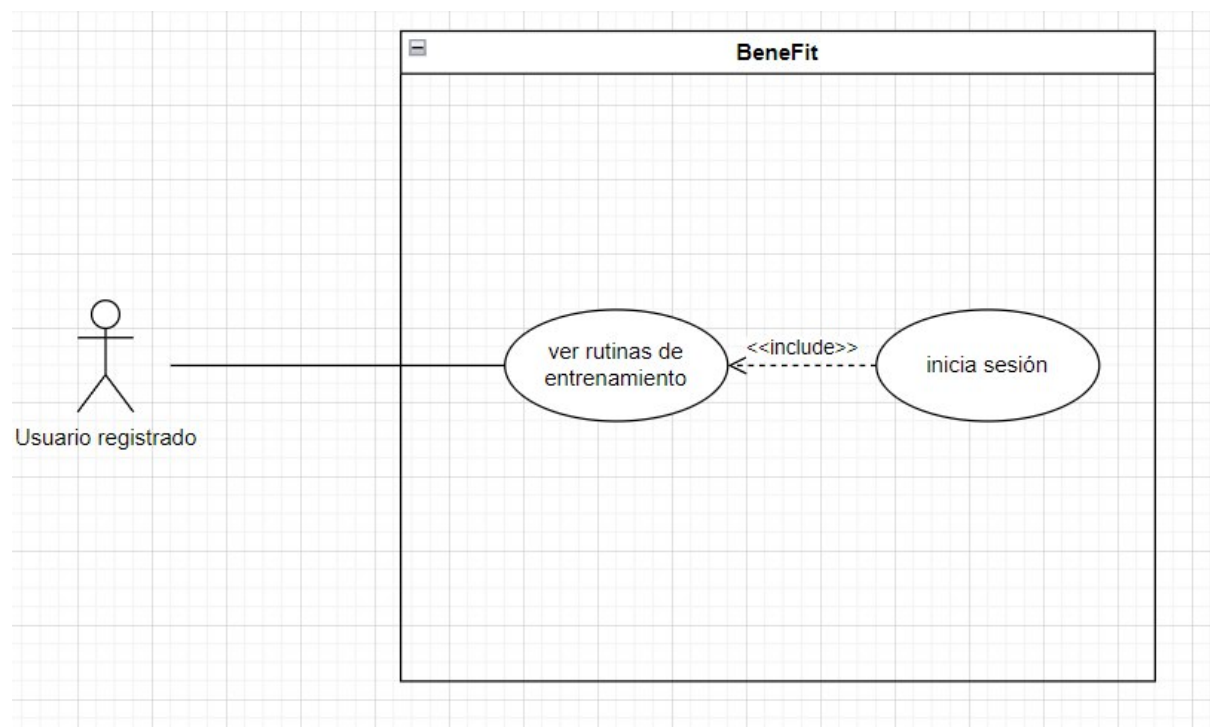 BeneFit
ver rutinas de
entrenamiento
<<include>>
inicia sesión
Usuario registrado